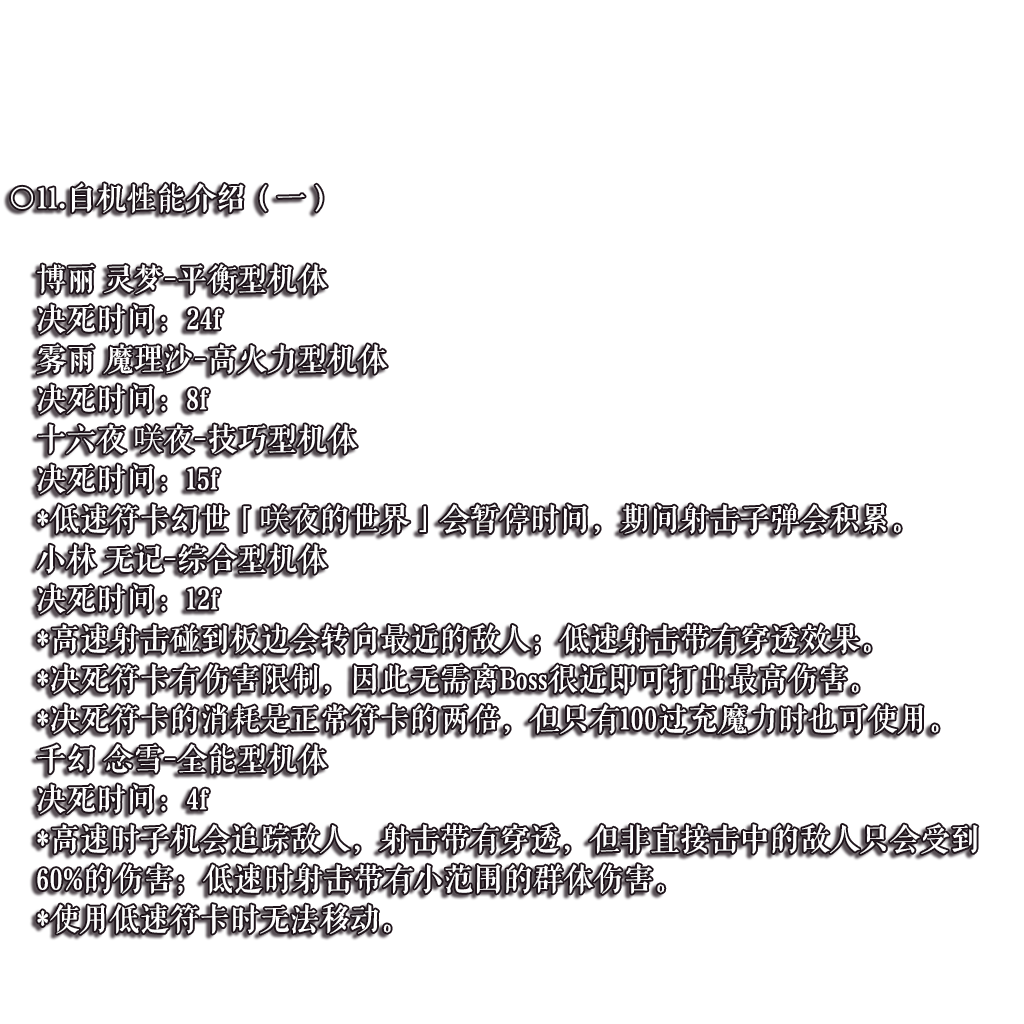 ◎11.自机性能介绍（一）
博丽 灵梦-平衡型机体
决死时间：24f
雾雨 魔理沙-高火力型机体
决死时间：8f
十六夜 咲夜-技巧型机体
决死时间：15f
*低速符卡幻世「咲夜的世界」会暂停时间，期间射击子弹会积累。
小林 无记-综合型机体
决死时间：12f
*高速射击碰到板边会转向最近的敌人；低速射击带有穿透效果。
*决死符卡有伤害限制，因此无需离Boss很近即可打出最高伤害。
*决死符卡的消耗是正常符卡的两倍，但只有100过充魔力时也可使用。
千幻 念雪-全能型机体
决死时间：4f
*高速时子机会追踪敌人，射击带有穿透，但非直接击中的敌人只会受到
60%的伤害；低速时射击带有小范围的群体伤害。
*使用低速符卡时无法移动。